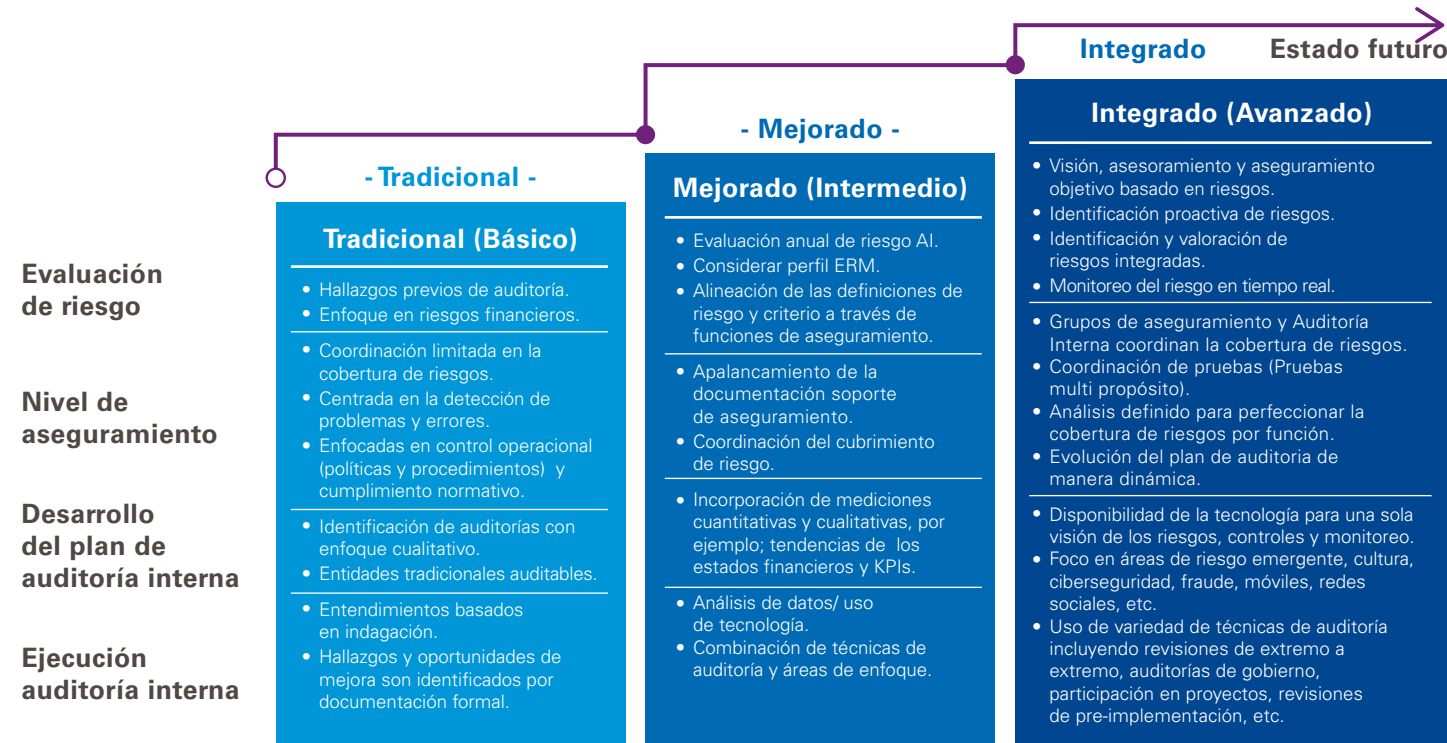 Integrado
Estado futuro
- Mejorado -
- Tradicional -
Evaluación
de riesgo
Nivel de
aseguramiento
Desarrollo
del plan de
auditoría interna
Ejecución
auditoría interna
Tradicional (Básico)
• Hallazgos previos de auditoría.
• Enfoque en riesgos financieros.
• Coordinación limitada en la
cobertura de riesgos.
• Centrada en la detección de
problemas y errores.
• Enfocadas en control operacional
(políticas y procedimientos) y
cumplimiento normativo.
• Identificación de auditorías con
enfoque cualitativo.
• Entidades tradicionales auditables.
• Entendimientos basados
en indagación.
• Hallazgos y oportunidades de
mejora son identificados por
documentación formal.
Mejorado (Intermedio)
• Evaluación anual de riesgo AI.
• Considerar perfil ERM.
• Alineación de las definiciones de
riesgo y criterio a través de
funciones de aseguramiento.
• Apalancamiento de la
documentación soporte
de aseguramiento.
• Coordinación del cubrimiento
de riesgo.
• Incorporación de mediciones
cuantitativas y cualitativas, por
ejemplo; tendencias de los
estados financieros y KPIs.
• Análisis de datos/ uso
de tecnología.
• Combinación de técnicas de
auditoría y áreas de enfoque.
Integrado (Avanzado)
• Visión, asesoramiento y aseguramiento
objetivo basado en riesgos.
• Identificación proactiva de riesgos.
• Identificación y valoración de
riesgos integradas.
• Monitoreo del riesgo en tiempo real.
• Grupos de aseguramiento y Auditoría
Interna coordinan la cobertura de riesgos.
• Coordinación de pruebas (Pruebas
multi propósito).
• Análisis definido para perfeccionar la
cobertura de riesgos por función.
• Evolución del plan de auditoria de
manera dinámica.
• Disponibilidad de la tecnología para una sola
visión de los riesgos, controles y monitoreo.
• Foco en áreas de riesgo emergente, cultura,
ciberseguridad, fraude, móviles, redes
sociales, etc.
• Uso de variedad de técnicas de auditoría
incluyendo revisiones de extremo a
extremo, auditorías de gobierno,
participación en proyectos, revisiones
de pre-implementación, etc.